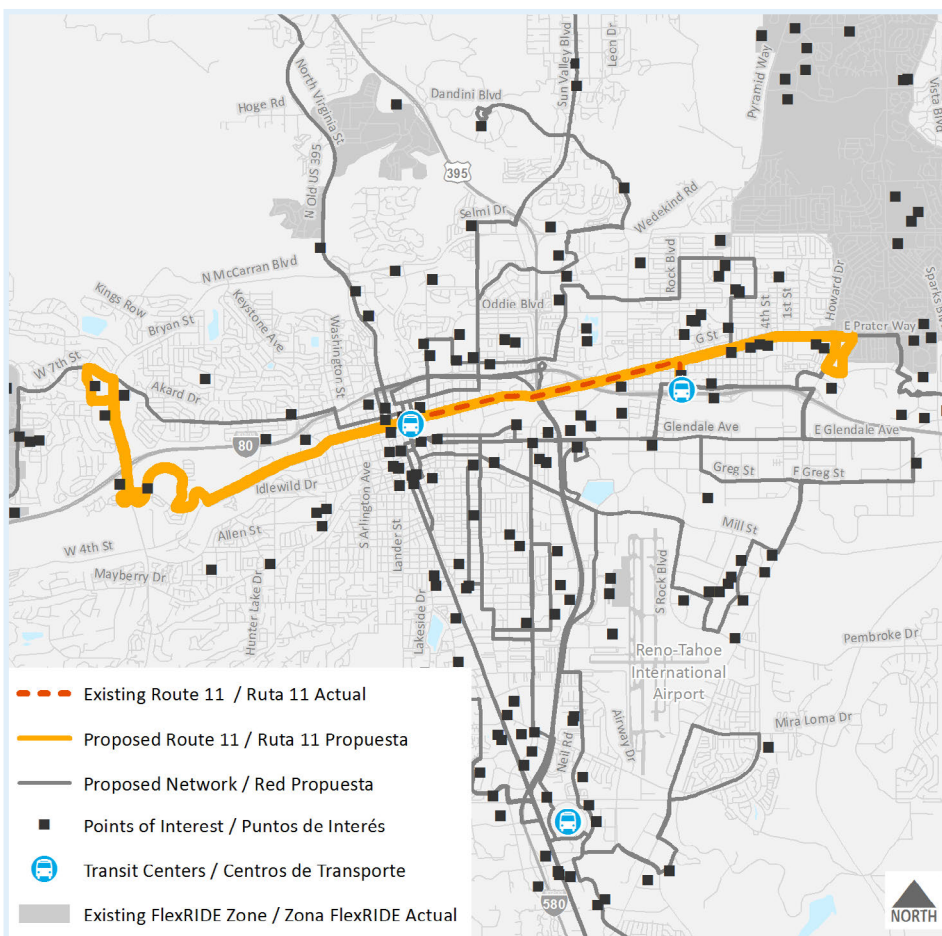 Hoge Rd
North Virginia St
N Old US 395
Dandini Blvd
Sun Valley Blvd
Leon Dr
Pyramid Way
Vista Blvd
395
Selmi Dr
Wedekind Rd
N McCarran Blvd
Kings Row
Bryan St
Keystone Ave
Washington St
Oddie Blvd
Rock Blvd
4th St
1st St
Howard Dr
Sparks Bl
G St
E Prater Way
W 7th St
Akard Dr
80
Glendale Ave
E Glendale Ave
Idlewild Dr
S Arlington Ave
Greg St
F Greg St
W 4th St
Allen St
Lander St
Mill St
Mayberry Dr
Hunter Lake Dr
Lakeside Dr
S Rock Blvd
Pembroke Dr
Reno-Tahoe
International
Airport
Neil Rd
Airway Dr
Mira Loma Dr
580
Existing Route 11 / Ruta 11 Actual
Proposed Route 11 / Ruta 11 Propuesta
Proposed Network / Red Propuesta
Points of Interest / Puntos de Interés
Transit Centers / Centros de Transporte
Existing FlexRIDE Zone / Zona FlexRIDE Actual
NORTH